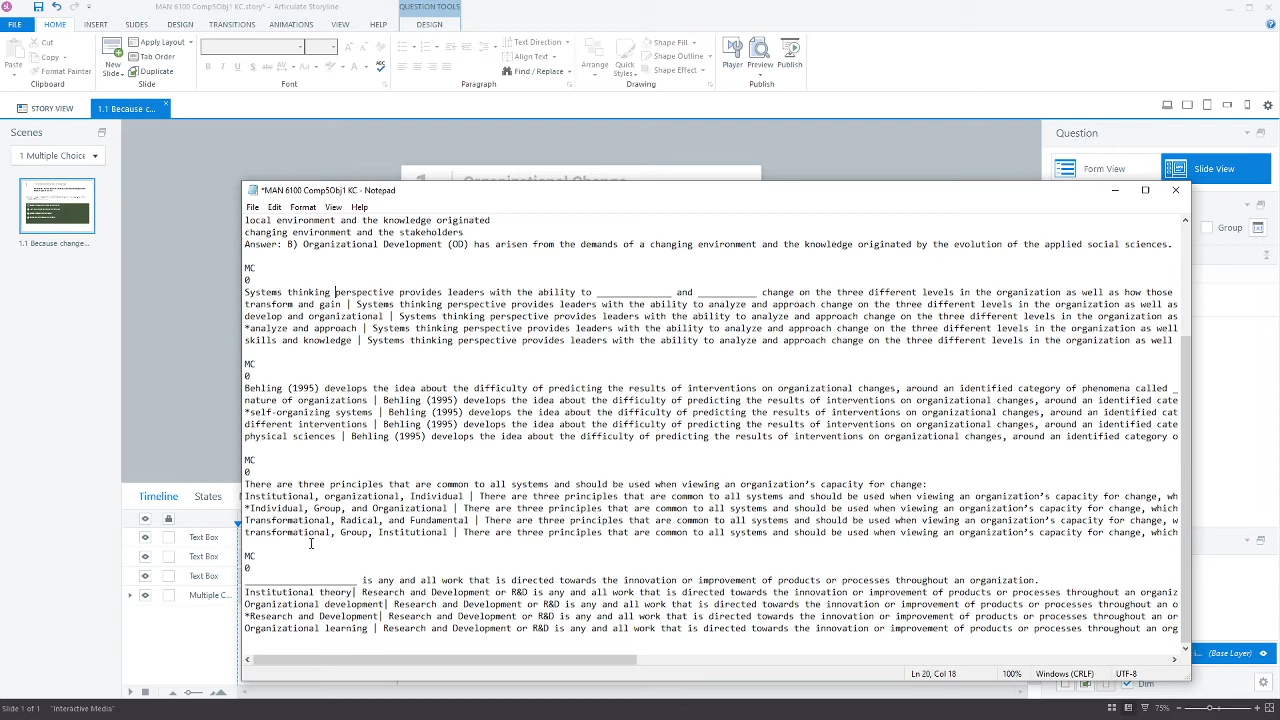 MAN 6100 Comp5Obj1 KC.story* - Articulate Storyline
QUESTION TOOLS
FILE HOME INSERT SLIDES DESIGN TRANSITIONS ANIMATIONS VIEW HELP DESIGN
Paste Cut Copy Format Painter Clipboard
New Slide Apply Layout Tab Order Duplicate Slide
Font
Text Direction Align Text Find / Replace Paragraph
Arrange Quick Styles Shape Fill Shape Outline Shape Effect Drawing
Player Preview Publish Publish
STORY VIEW 1.1 Because c...
Scenes
1 Multiple Choice
1.1 Because change...
Question
Form View Slide View
Group
1 Organizational Change
*MAN 6100 Comp5Obj1 KC - Notepad
File Edit Format View Help
local environment and the knowledge originated
changing environment and the stakeholders
Answer: B) Organizational Development (OD) has arisen from the demands of a changing environment and the knowledge originated by the evolution of the applied social sciences.
MC
0
Systems thinking perspective provides leaders with the ability to ______________ and ___________ change on the three different levels in the organization as well as how those
transform and gain | Systems thinking perspective provides leaders with the ability to analyze and approach change on the three different levels in the organization as well as
develop and organizational | Systems thinking perspective provides leaders with the ability to analyze and approach change on the three different levels in the organization as
*analyze and approach | Systems thinking perspective provides leaders with the ability to analyze and approach change on the three different levels in the organization as well
skills and knowledge | Systems thinking perspective provides leaders with the ability to analyze and approach change on the three different levels in the organization as well
MC
0
Behling (1995) develops the idea about the difficulty of predicting the results of interventions on organizational changes, around an identified category of phenomena called _
nature of organizations | Behling (1995) develops the idea about the difficulty of predicting the results of interventions on organizational changes, around an identified cate
*self-organizing systems | Behling (1995) develops the idea about the difficulty of predicting the results of interventions on organizational changes, around an identified cat
different interventions | Behling (1995) develops the idea about the difficulty of predicting the results of interventions on organizational changes, around an identified cate
physical sciences | Behling (1995) develops the idea about the difficulty of predicting the results of interventions on organizational changes, around an identified category o
MC
0
There are three principles that are common to all systems and should be used when viewing an organization’s capacity for change:
Institutional, organizational, Individual | There are three principles that are common to all systems and should be used when viewing an organization’s capacity for change, wh
*Individual, Group, and Organizational | There are three principles that are common to all systems and should be used when viewing an organization’s capacity for change, which
Transformational, Radical, and Fundamental | There are three principles that are common to all systems and should be used when viewing an organization’s capacity for change, w
transformational, Group, Institutional | There are three principles that are common to all systems and should be used when viewing an organization’s capacity for change, which
MC
0
_____________________ is any and all work that is directed towards the innovation or improvement of products or processes throughout an organization.
Institutional theory| Research and Development or R&D is any and all work that is directed towards the innovation or improvement of products or processes throughout an organiz
Organizational development| Research and Development or R&D is any and all work that is directed towards the innovation or improvement of products or processes throughout an o
*Research and Development| Research and Development or R&D is any and all work that is directed towards the innovation or improvement of products or processes throughout an or
Organizational learning | Research and Development or R&D is any and all work that is directed towards the innovation or improvement of products or processes throughout an org
Ln 20, Col 18 100% Windows (CRLF) UTF-8
Timeline States
Text Box
Text Box
Text Box
Multiple C...
(Base Layer)
Dim
Slide 1 of 1 "Interactive Media" 75%